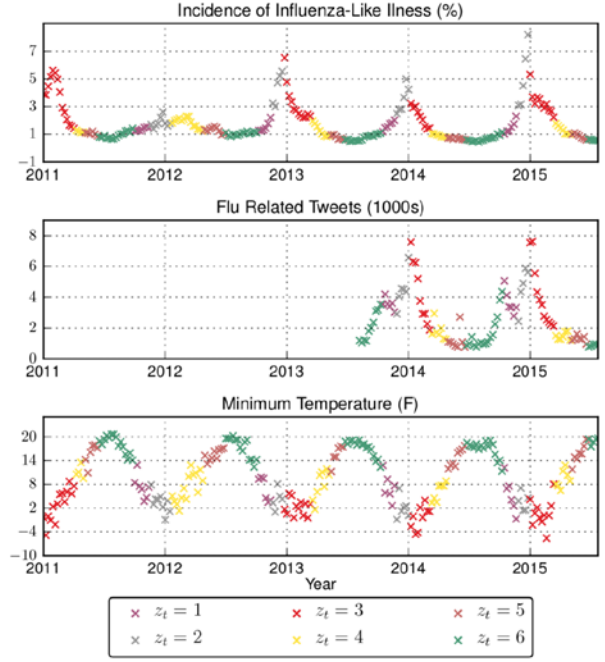 Incidence of Influenza-Like Ilness (%)
7
5
3
1
−1
2011 2012 2013 2014 2015
Flu Related Tweets (1000s)
8
6
4
2
0
2011 2012 2013 2014 2015
Minimum Temperature (F)
20
14
8
2
−4
−10
2011 2012 2013 2014 2015
Year
z_t = 1 z_t = 3 z_t = 5
z_t = 2 z_t = 4 z_t = 6